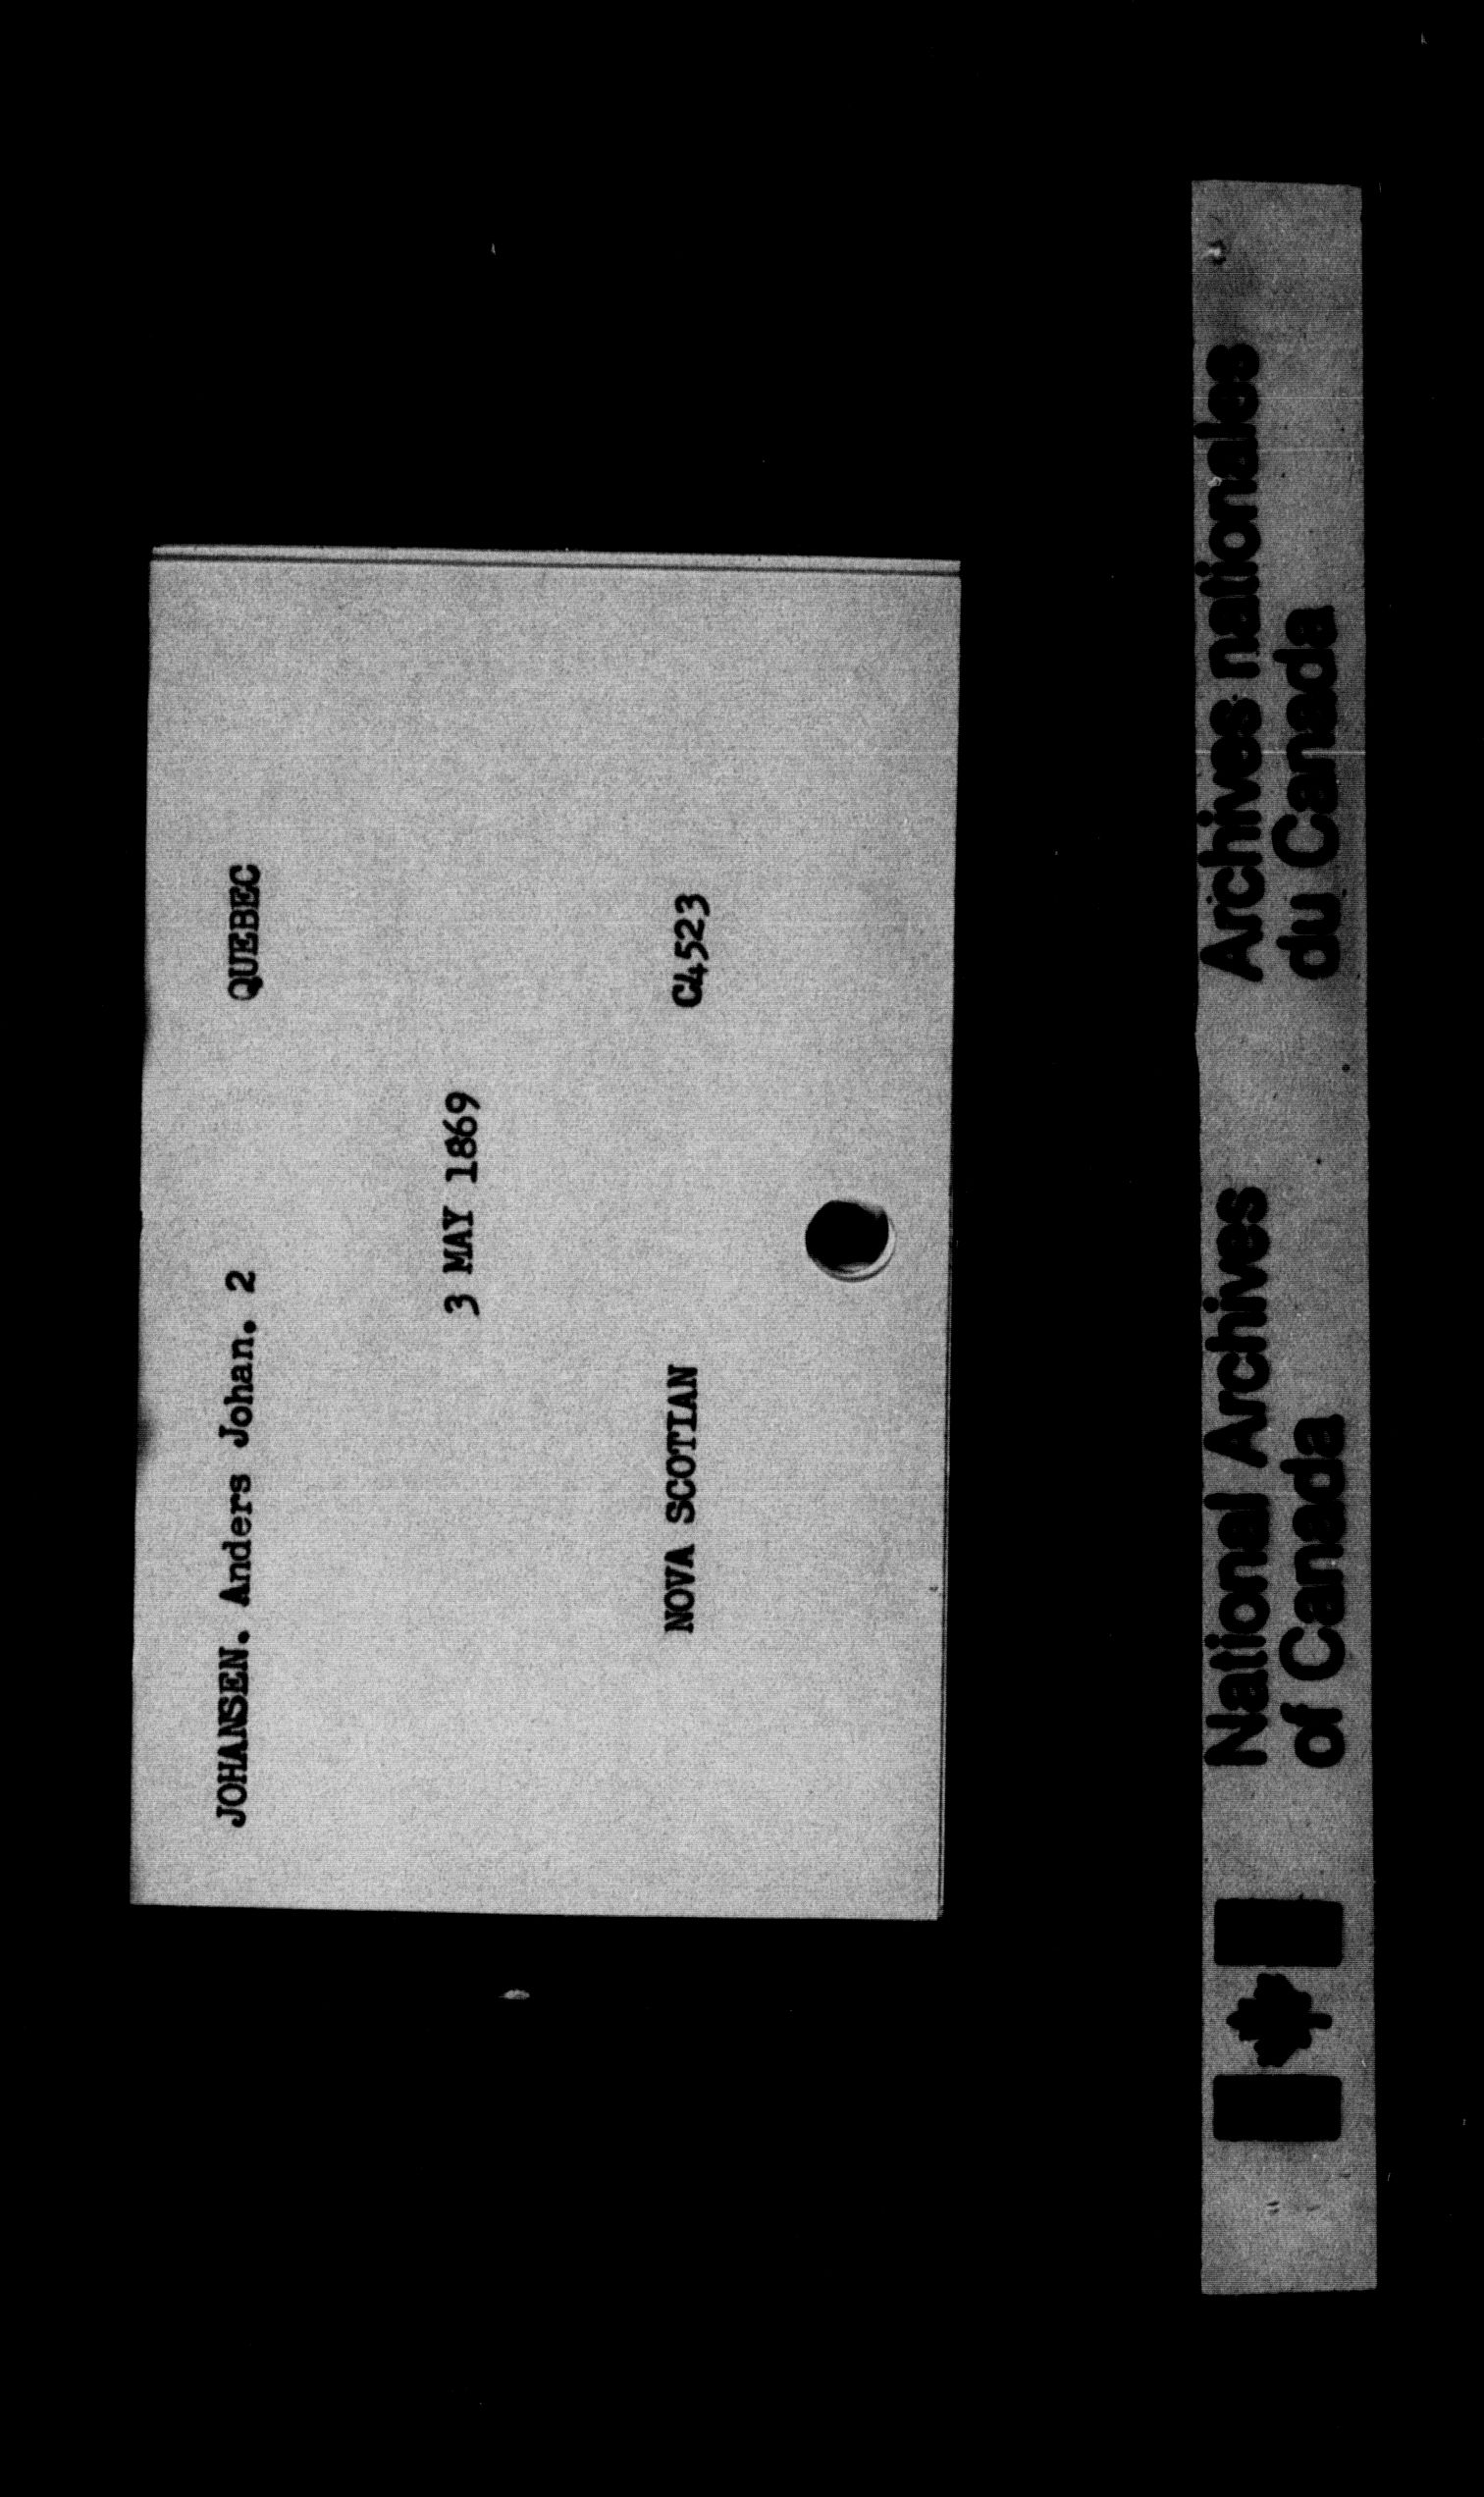 JOHANSEN. Anders Johan. 2 QUEBEC
3 MAY 1869
NOVA SCOTIAN C4523
National Archives of Canada
Archives nationales du Canada